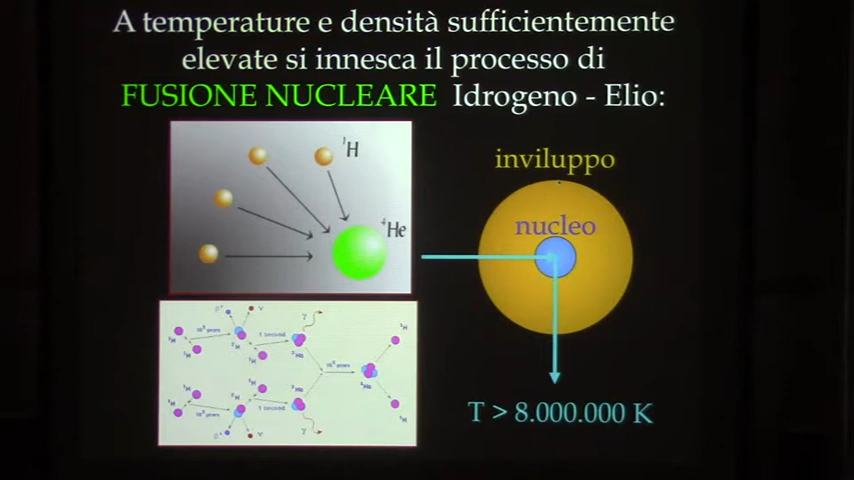 A temperature e densità sufficientemente
elevate si innesca il processo di
FUSIONE NUCLEARE Idrogeno - Elio:
¹H
⁴He
inviluppo
nucleo
T > 8.000.000 K